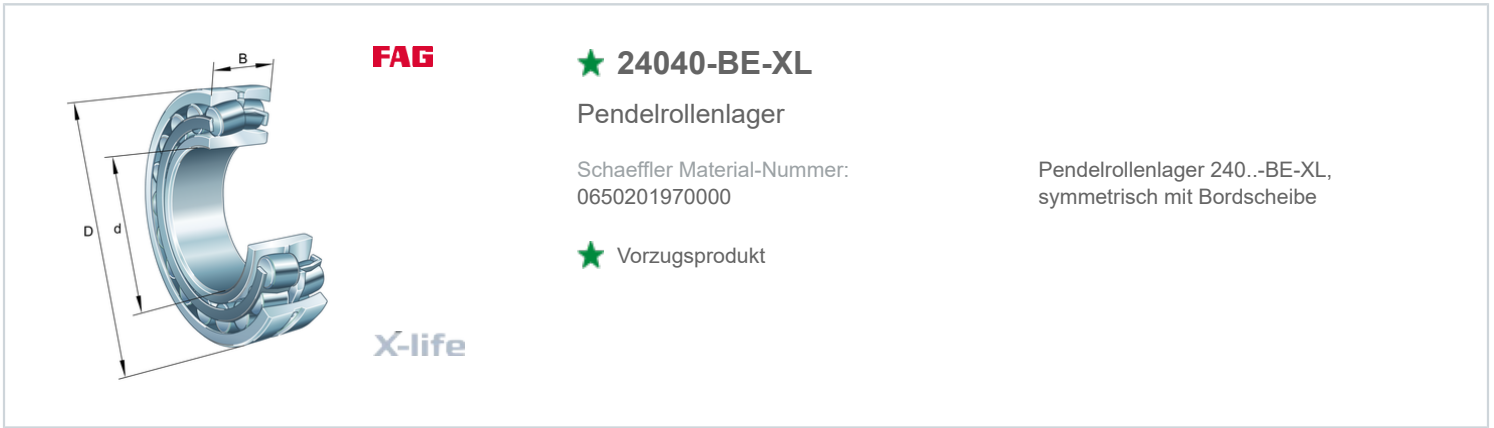 B
D
d
FAG
X-life
24040-BE-XL
Pendelrollenlager
Schaeffler Material-Nummer:
0650201970000
Vorzugsprodukt
Pendelrollenlager 240..-BE-XL,
symmetrisch mit Bordscheibe